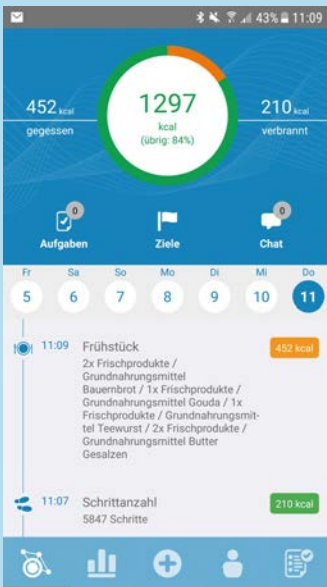 43% 11:09
452 kcal
gegessen
1297
kcal
(übrig: 84%)
210 kcal
verbrannt
0
Aufgaben
Ziele
0
Chat
Fr Sa So Mo Di Mi Do
5 6 7 8 9 10 11
11:09 Frühstück 452 kcal
2x Frischprodukte /
Grundnahrungsmittel
Bauernbrot / 1x Frischprodukte /
Grundnahrungsmittel Gouda / 1x
Frischprodukte / Grundnahrungsmit-
tel Teewurst / 2x Frischprodukte /
Grundnahrungsmittel Butter
Gesalzen
11:07 Schrittanzahl 210 kcal
5847 Schritte